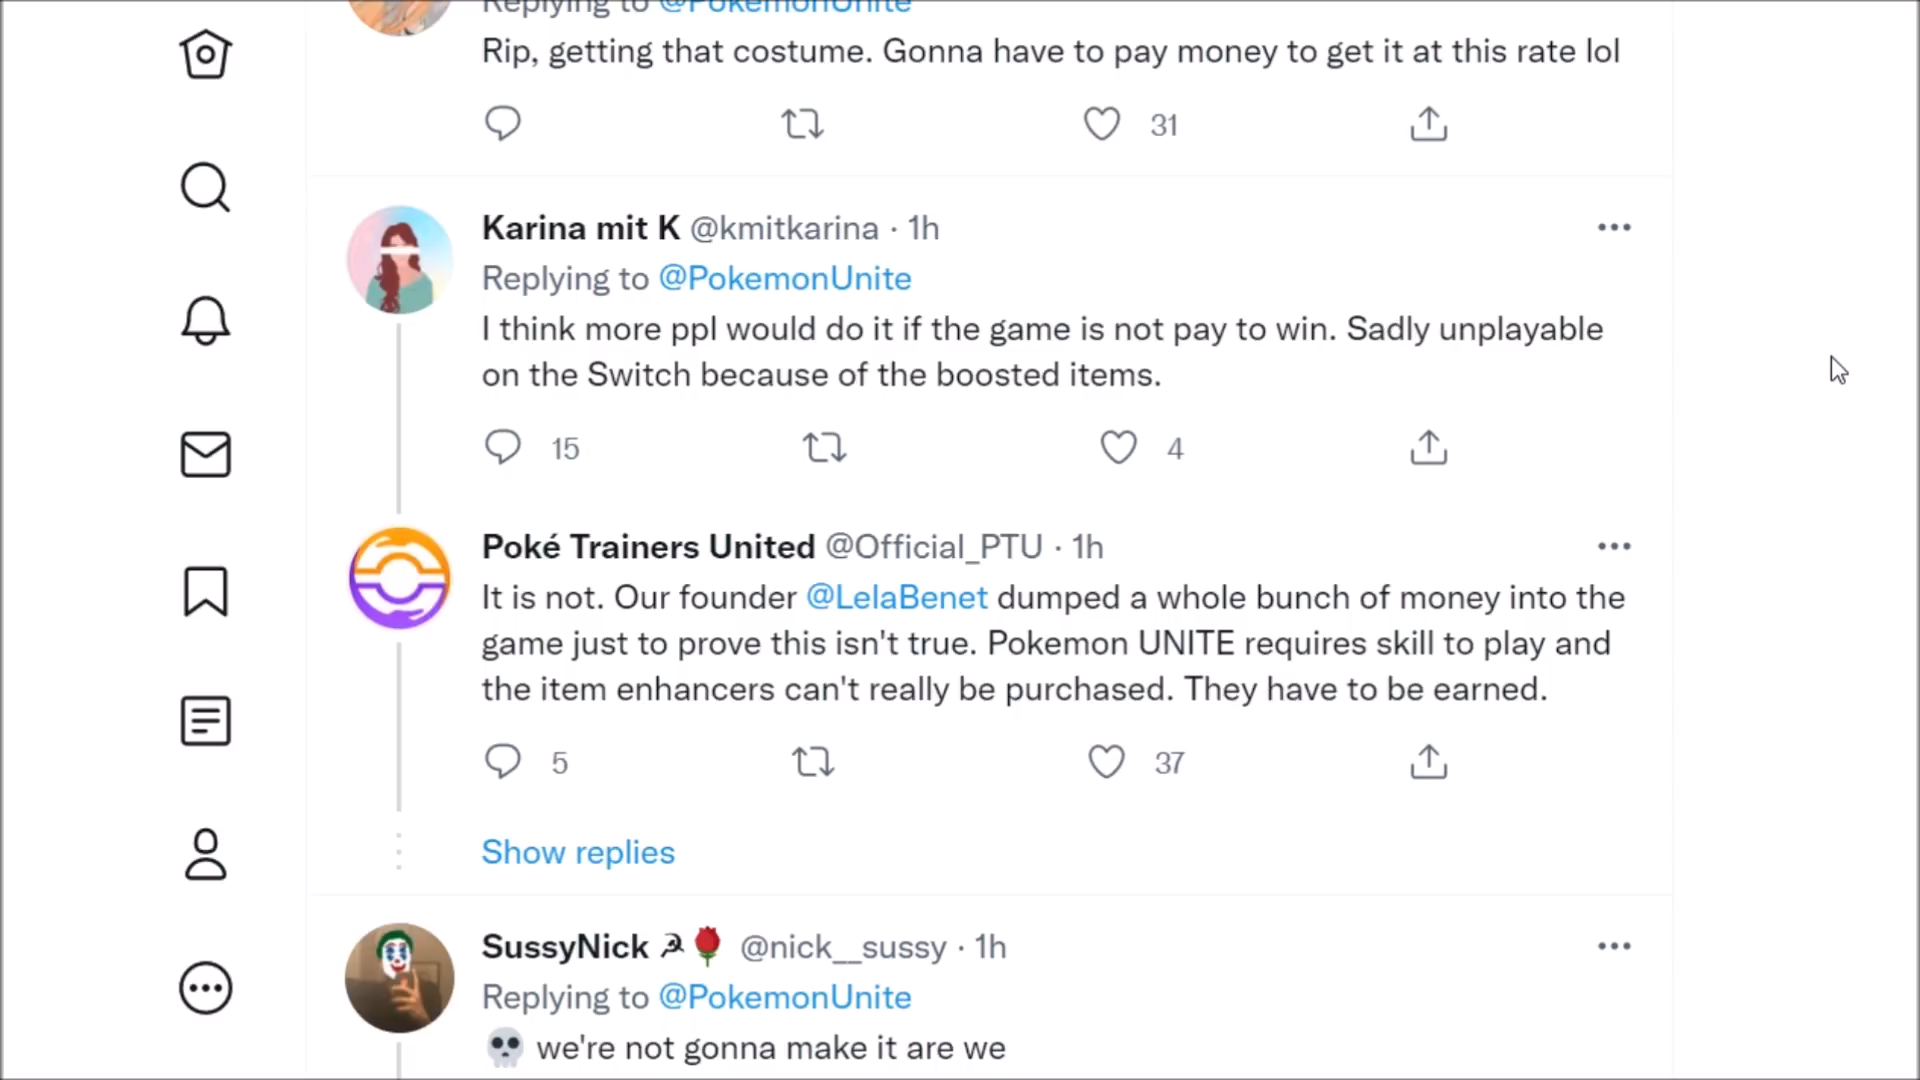 Replying to @PokemonUnite
Rip, getting that costume. Gonna have to pay money to get it at this rate lol
31
Karina mit K @kmitkarina · 1h
Replying to @PokemonUnite
I think more ppl would do it if the game is not pay to win. Sadly unplayable
on the Switch because of the boosted items.
15 4
Poké Trainers United @Official_PTU · 1h
It is not. Our founder @LelaBenet dumped a whole bunch of money into the
game just to prove this isn't true. Pokemon UNITE requires skill to play and
the item enhancers can't really be purchased. They have to be earned.
5 37
Show replies
SussyNick ☭🌹 @nick__sussy · 1h
Replying to @PokemonUnite
💀 we're not gonna make it are we